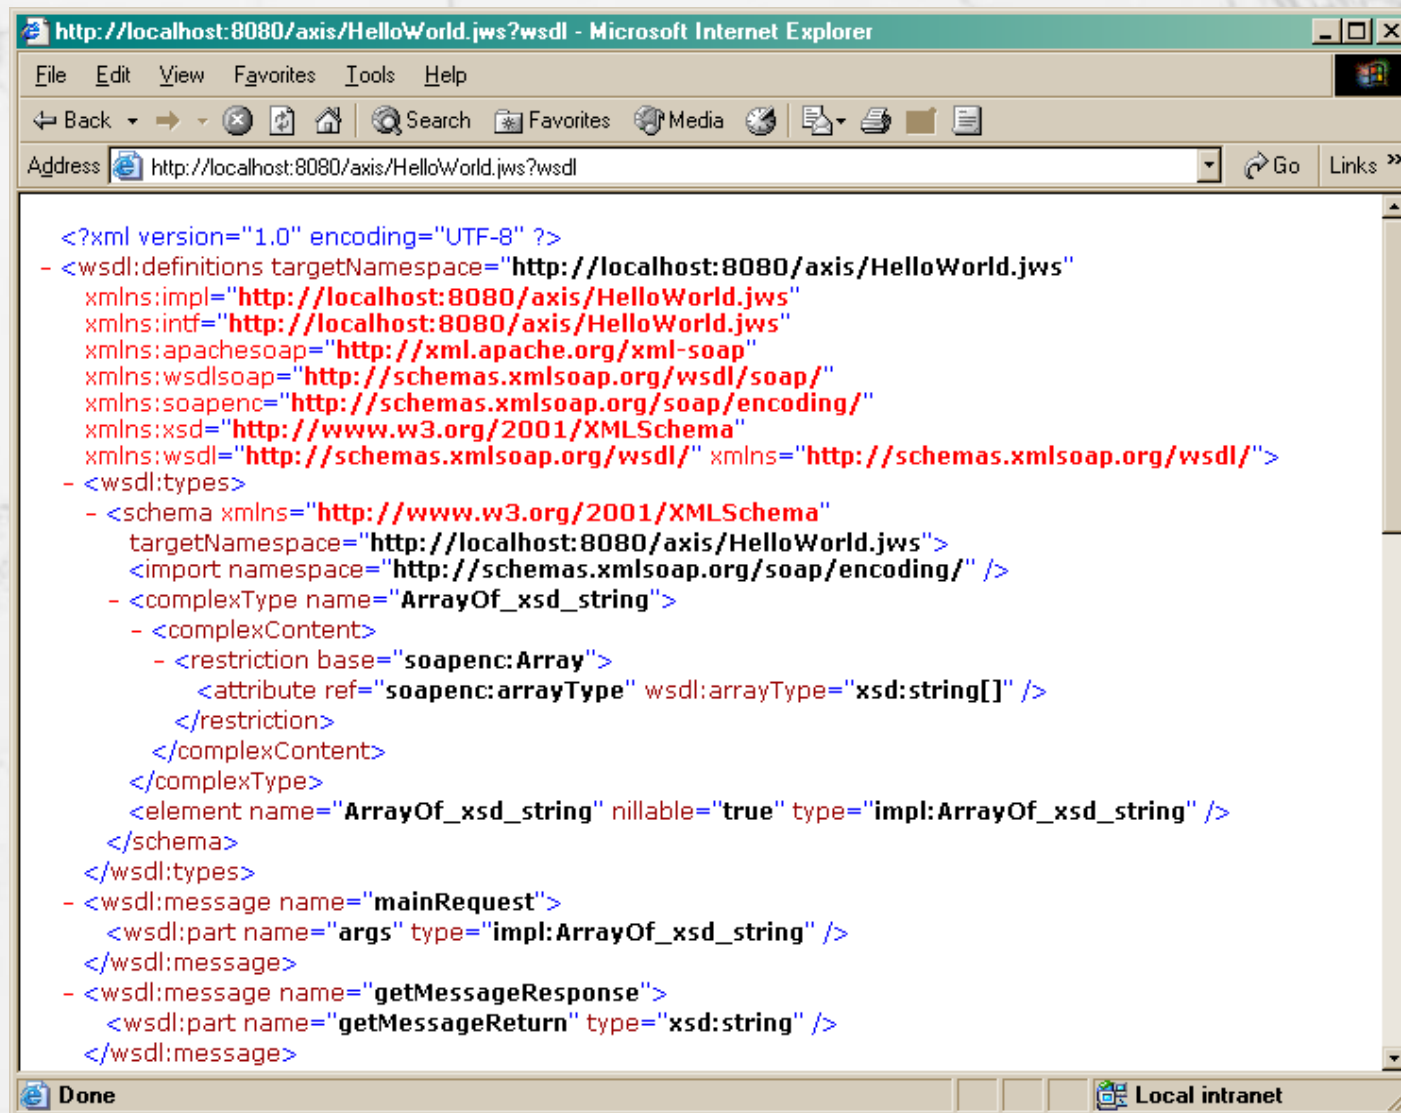 http://localhost:8080/axis/HelloWorld.jws?wsdl - Microsoft Internet Explorer
File Edit View Favorites Tools Help
Back Search Favorites Media
Address http://localhost:8080/axis/HelloWorld.jws?wsdl Go Links »
<?xml version="1.0" encoding="UTF-8" ?>
- <wsdl:definitions targetNamespace="http://localhost:8080/axis/HelloWorld.jws"
xmlns:impl="http://localhost:8080/axis/HelloWorld.jws"
xmlns:intf="http://localhost:8080/axis/HelloWorld.jws"
xmlns:apachesoap="http://xml.apache.org/xml-soap"
xmlns:wsdlsoap="http://schemas.xmlsoap.org/wsdl/soap/"
xmlns:soapenc="http://schemas.xmlsoap.org/soap/encoding/"
xmlns:xsd="http://www.w3.org/2001/XMLSchema"
xmlns:wsdl="http://schemas.xmlsoap.org/wsdl/" xmlns="http://schemas.xmlsoap.org/wsdl/">
- <wsdl:types>
- <schema xmlns="http://www.w3.org/2001/XMLSchema"
targetNamespace="http://localhost:8080/axis/HelloWorld.jws">
<import namespace="http://schemas.xmlsoap.org/soap/encoding/" />
- <complexType name="ArrayOf_xsd_string">
- <complexContent>
- <restriction base="soapenc:Array">
<attribute ref="soapenc:arrayType" wsdl:arrayType="xsd:string[]" />
</restriction>
</complexContent>
</complexType>
<element name="ArrayOf_xsd_string" nillable="true" type="impl:ArrayOf_xsd_string" />
</schema>
</wsdl:types>
- <wsdl:message name="mainRequest">
<wsdl:part name="args" type="impl:ArrayOf_xsd_string" />
</wsdl:message>
- <wsdl:message name="getMessageResponse">
<wsdl:part name="getMessageReturn" type="xsd:string" />
</wsdl:message>
Done Local intranet